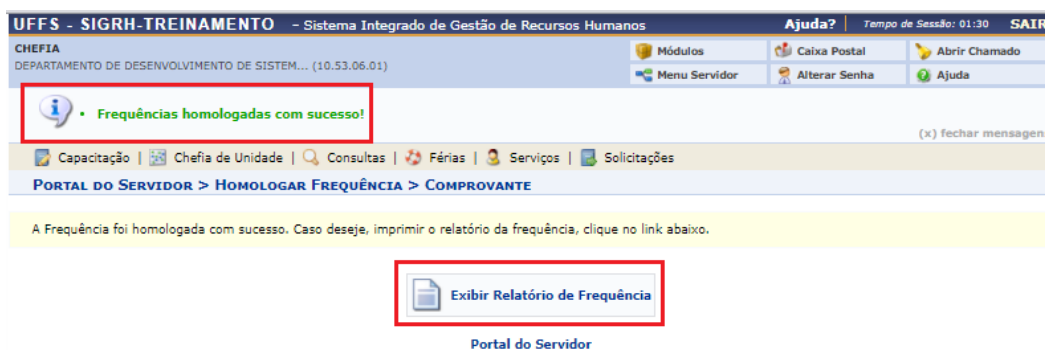 UFFS - SIGRH-TREINAMENTO - Sistema Integrado de Gestão de Recursos Humanos Ajuda? Tempo de Sessão: 01:30 SAIR
CHEFIA
DEPARTAMENTO DE DESENVOLVIMENTO DE SISTEM... (10.53.06.01)
Módulos Caixa Postal Abrir Chamado
Menu Servidor Alterar Senha Ajuda
• Frequências homologadas com sucesso!
(x) fechar mensagen
Capacitação | Chefia de Unidade | Consultas | Férias | Serviços | Solicitações
PORTAL DO SERVIDOR > HOMOLOGAR FREQUÊNCIA > COMPROVANTE
A Frequência foi homologada com sucesso. Caso deseje, imprimir o relatório da frequência, clique no link abaixo.
Exibir Relatório de Frequência
Portal do Servidor